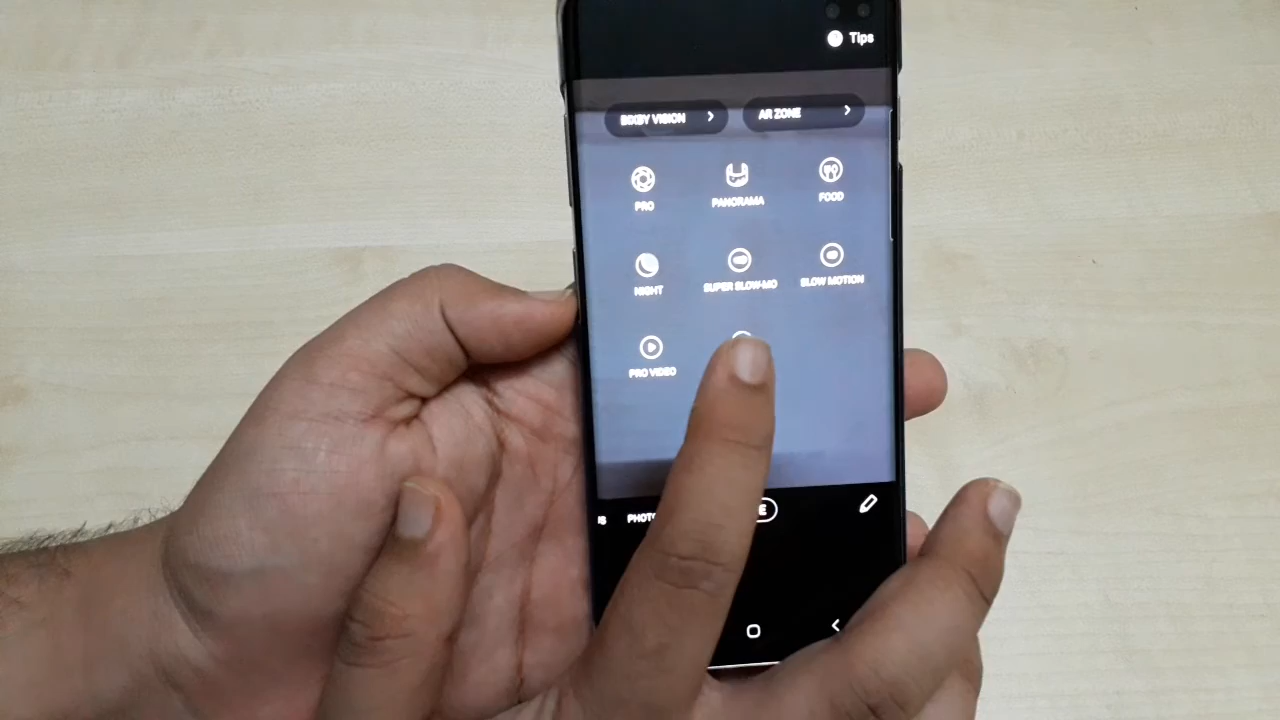 Tips
BIXBY VISION
AR ZONE
PRO
PANORAMA
FOOD
NIGHT
SUPER SLOW-MO
SLOW MOTION
PRO VIDEO